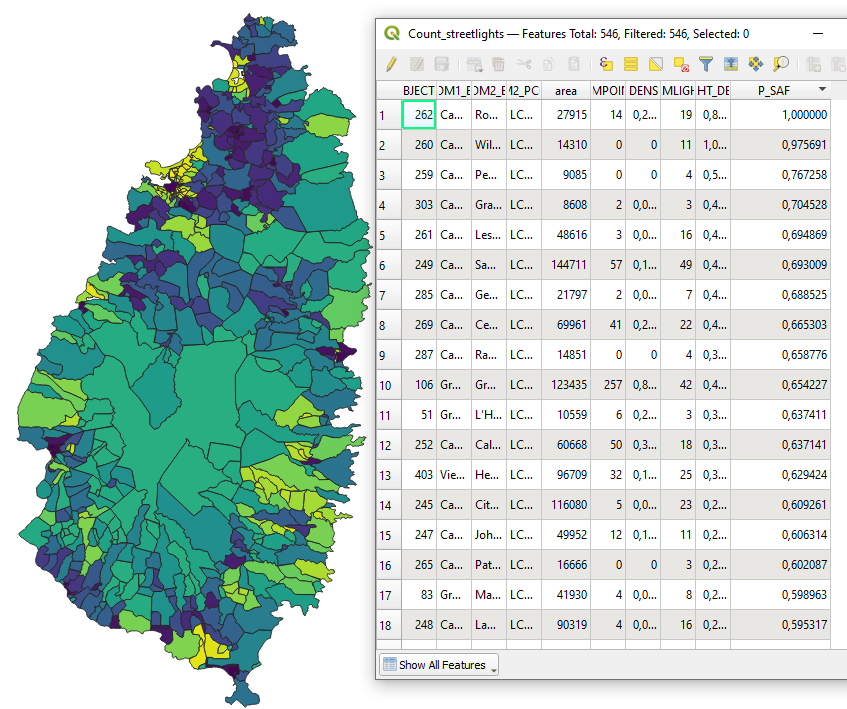 Count_streetlights — Features Total: 546, Filtered: 546, Selected: 0
BJECT OM1_E OM2_E M2_PC area MPOIN DENS MLIGH HT_DE P_SAF
1 262 Ca... Ro... LC... 27915 14 0,2... 19 0,8... 1,000000
2 260 Ca... Wil... LC... 14310 0 0 11 1,0... 0,975691
3 259 Ca... Pe... LC... 9085 0 0 4 0,5... 0,767258
4 303 Ca... Gra... LC... 8608 2 0,0... 3 0,4... 0,704528
5 261 Ca... Les... LC... 48616 3 0,0... 16 0,4... 0,694869
6 249 Ca... Sa... LC... 144711 57 0,1... 49 0,4... 0,693009
7 285 Ca... Ge... LC... 21797 2 0,0... 7 0,4... 0,688525
8 269 Ca... Ce... LC... 69961 41 0,2... 22 0,4... 0,665303
9 287 Ca... Ra... LC... 14851 0 0 4 0,3... 0,658776
10 106 Gr... Gr... LC... 123435 257 0,8... 42 0,4... 0,654227
11 51 Gr... L'H... LC... 10559 6 0,2... 3 0,3... 0,637411
12 252 Ca... Cal... LC... 60668 50 0,3... 18 0,3... 0,637141
13 403 Vie... He... LC... 96709 32 0,1... 25 0,3... 0,629424
14 245 Ca... Cit... LC... 116080 5 0,0... 23 0,2... 0,609261
15 247 Ca... Joh... LC... 49952 12 0,1... 11 0,2... 0,606314
16 265 Ca... Pat... LC... 16666 0 0 3 0,2... 0,602087
17 83 Gr... Ma... LC... 41930 4 0,0... 8 0,2... 0,598963
18 248 Ca... La... LC... 90319 4 0,0... 16 0,2... 0,595317
Show All Features